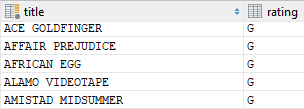 title rating
ACE GOLDFINGER G
AFFAIR PREJUDICE G
AFRICAN EGG G
ALAMO VIDEOTAPE G
AMISTAD MIDSUMMER G